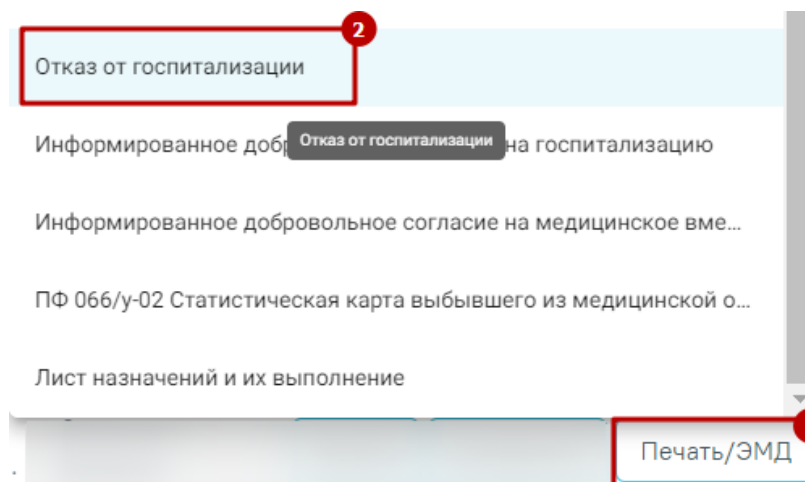 2
Отказ от госпитализации
Информированное доб
Отказ от госпитализации
на госпитализацию
Информированное добровольное согласие на медицинское вме...
ПФ 066/у-02 Статистическая карта выбывшего из медицинской о...
Лист назначений и их выполнение
Печать/ЭМД